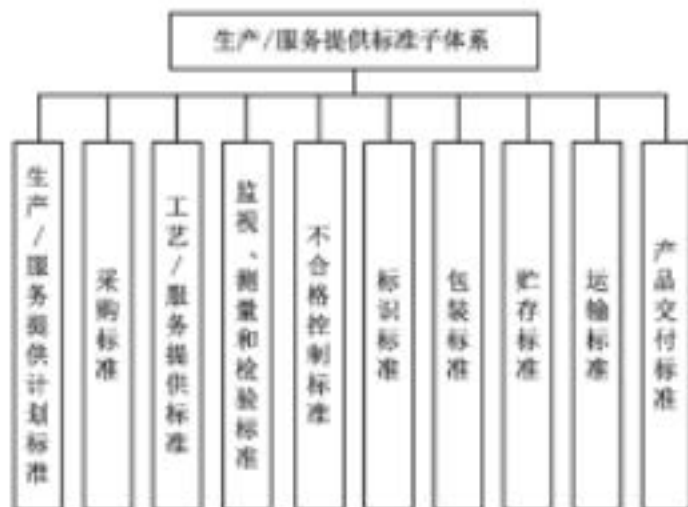 生产/服务提供标准子体系
生产/服务提供计划标准
采购标准
工艺/服务提供标准
监视、测量和检验标准
不合格控制标准
标识标准
包装标准
贮存标准
运输标准
产品交付标准